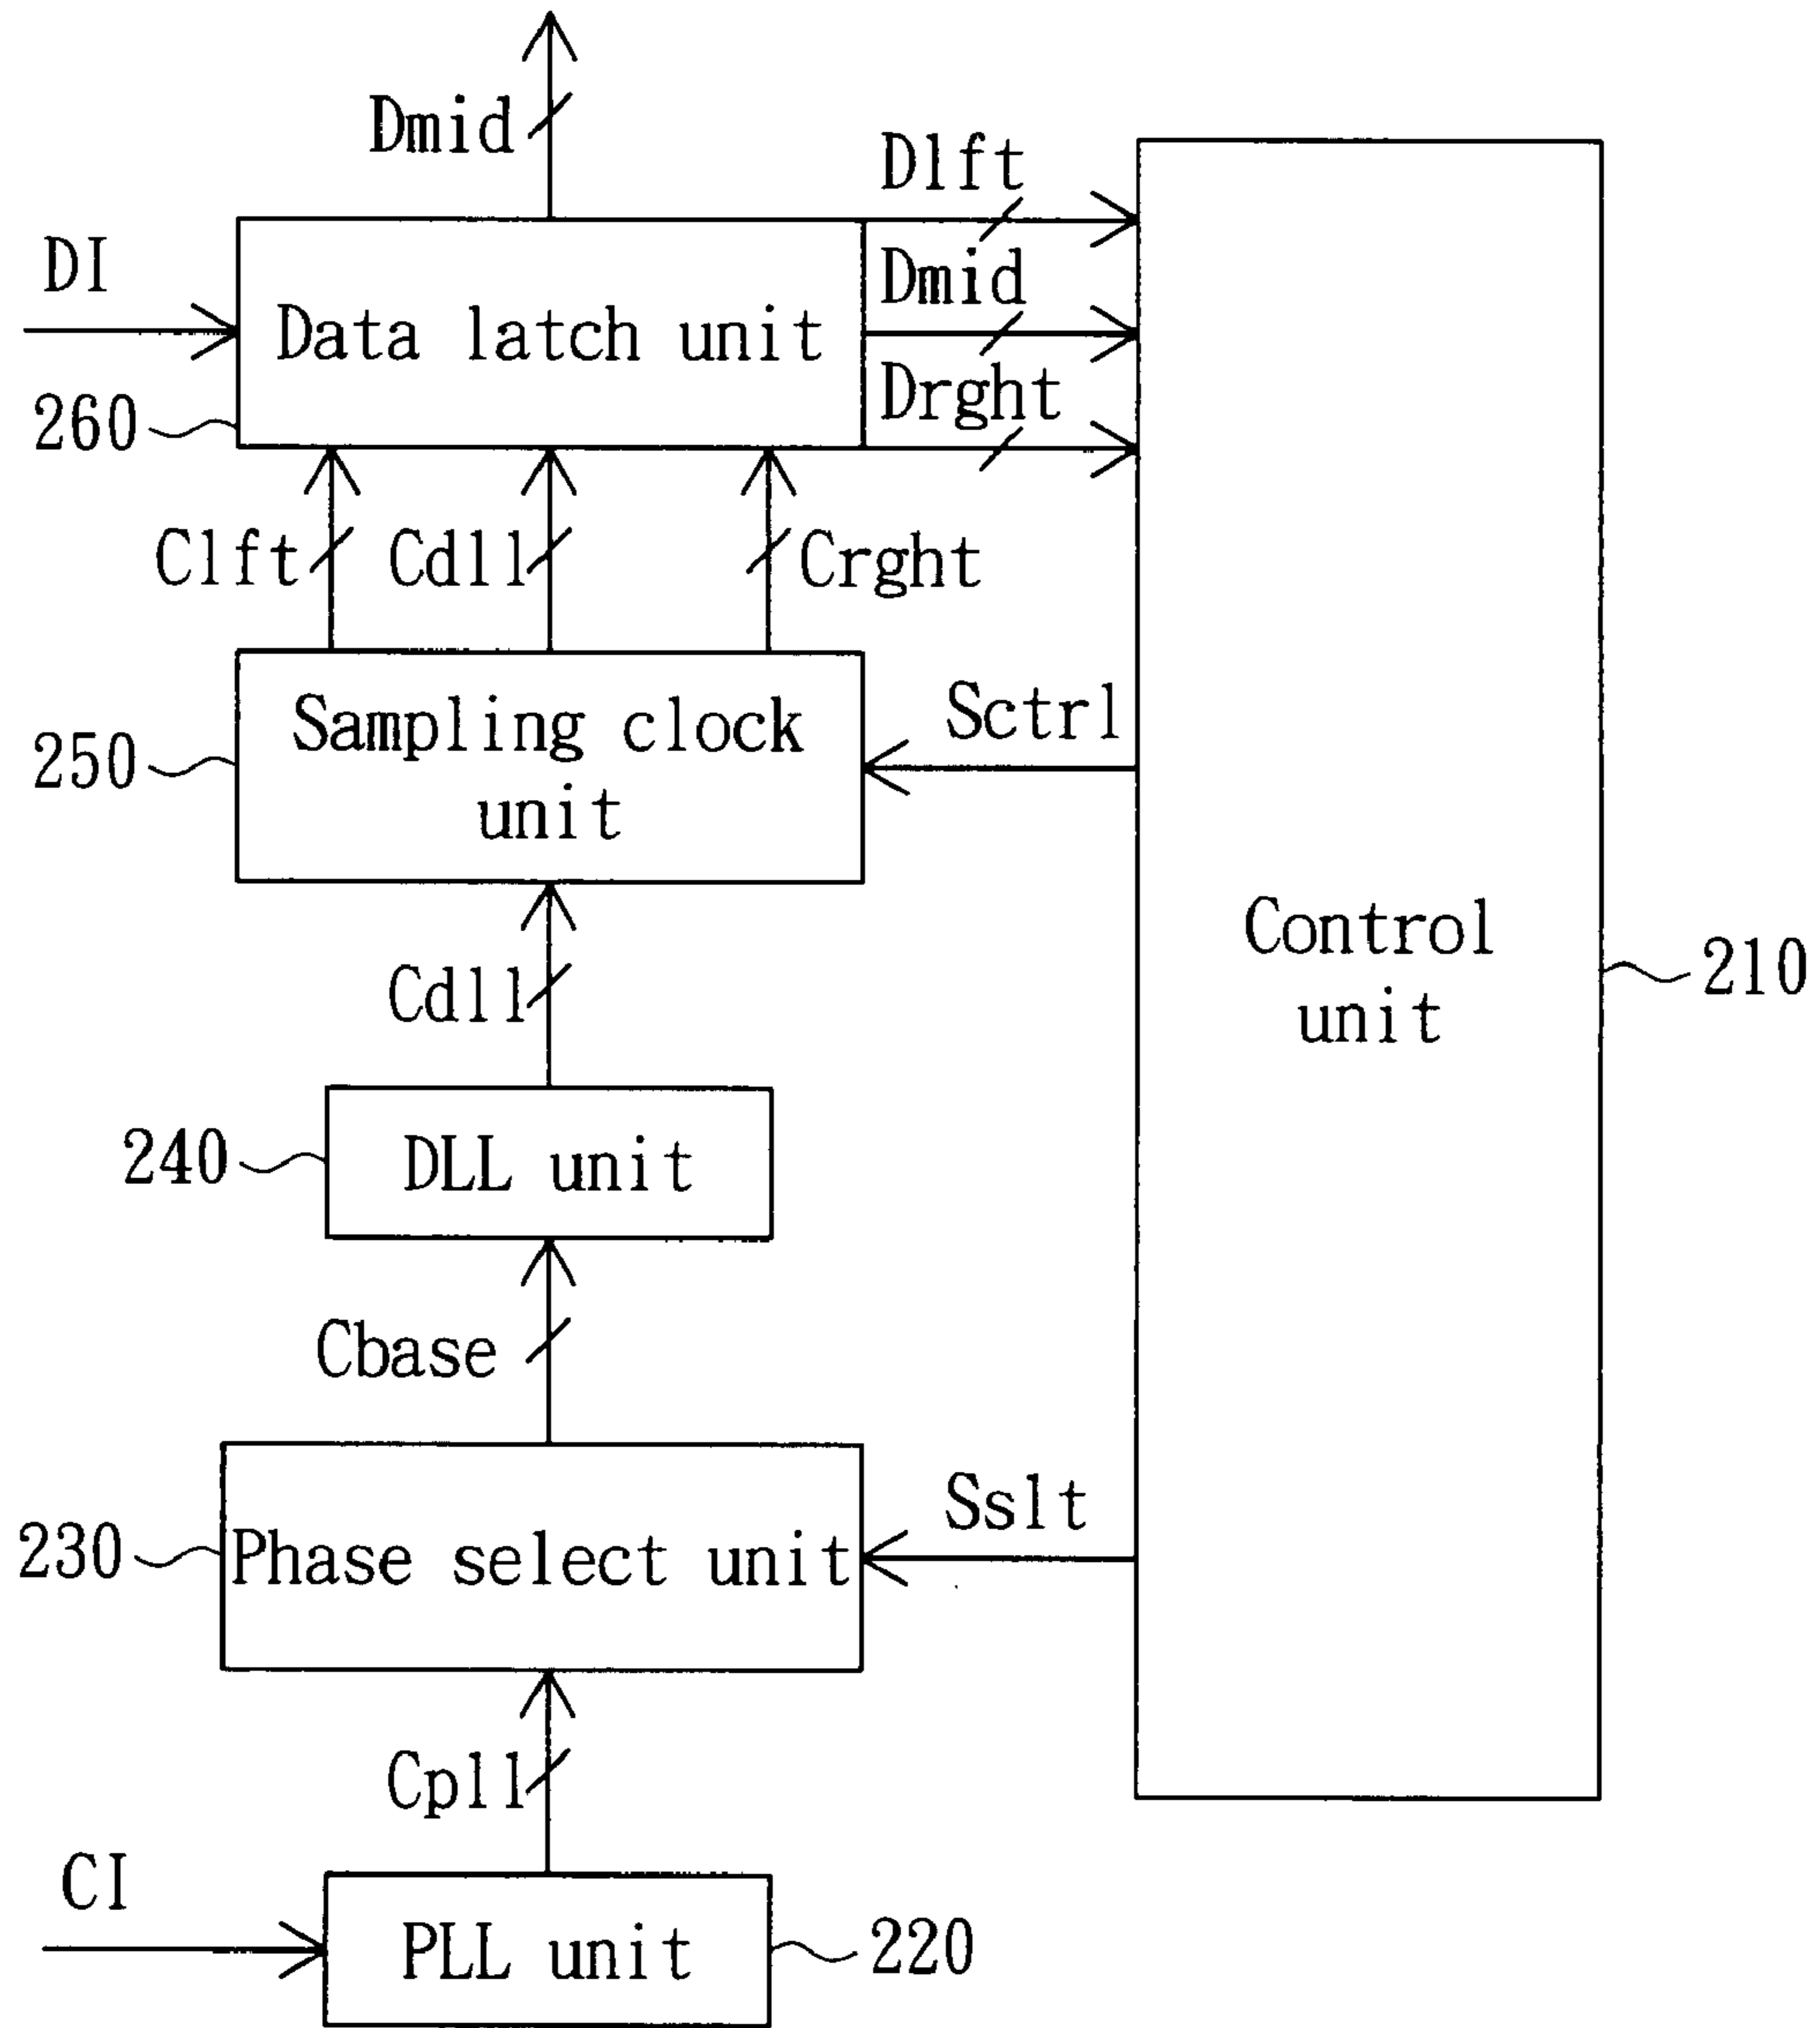 Dmid
Dlft
DI
Dmid
Data latch unit
Drght
260
Clft
Cdll
Crght
Sampling clock
unit
Sctrl
250
Control
unit
210
Cdll
240
DLL unit
Cbase
Sslt
230
Phase select unit
Cpll
CI
PLL unit
220